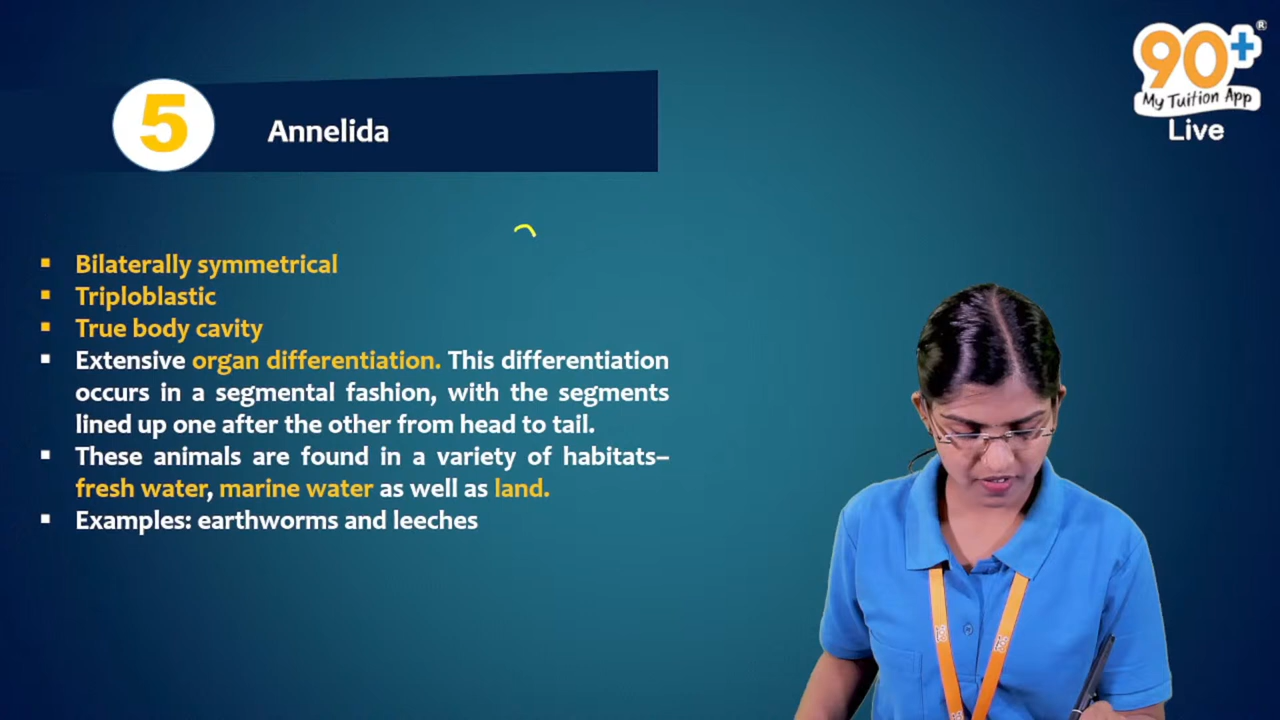 90+
®
My Tuition App
Live
5
Annelida
▪ Bilaterally symmetrical
▪ Triploblastic
▪ True body cavity
▪ Extensive organ differentiation. This differentiation
occurs in a segmental fashion, with the segments
lined up one after the other from head to tail.
▪ These animals are found in a variety of habitats–
fresh water, marine water as well as land.
▪ Examples: earthworms and leeches